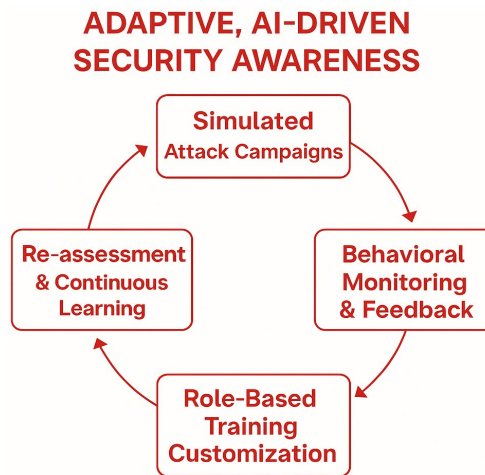 ADAPTIVE, AI-DRIVEN
SECURITY AWARENESS
Simulated
Attack Campaigns
Behavioral
Monitoring
& Feedback
Role-Based
Training
Customization
Re-assessment
& Continuous
Learning